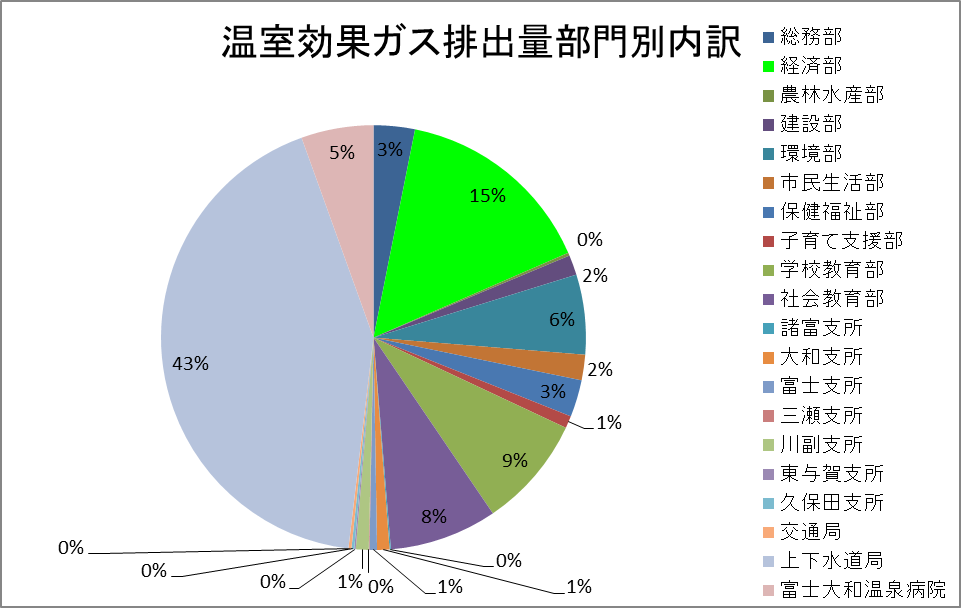 温室効果ガス排出量部門別内訳
総務部
経済部
農林水産部
建設部
環境部
市民生活部
保健福祉部
子育て支援部
学校教育部
社会教育部
諸富支所
大和支所
富士支所
三瀬支所
川副支所
東与賀支所
久保田支所
交通局
上下水道局
富士大和温泉病院
3%
15%
0%
2%
6%
2%
3%
1%
9%
8%
0%
1%
1%
0%
1%
0%
0%
0%
43%
5%